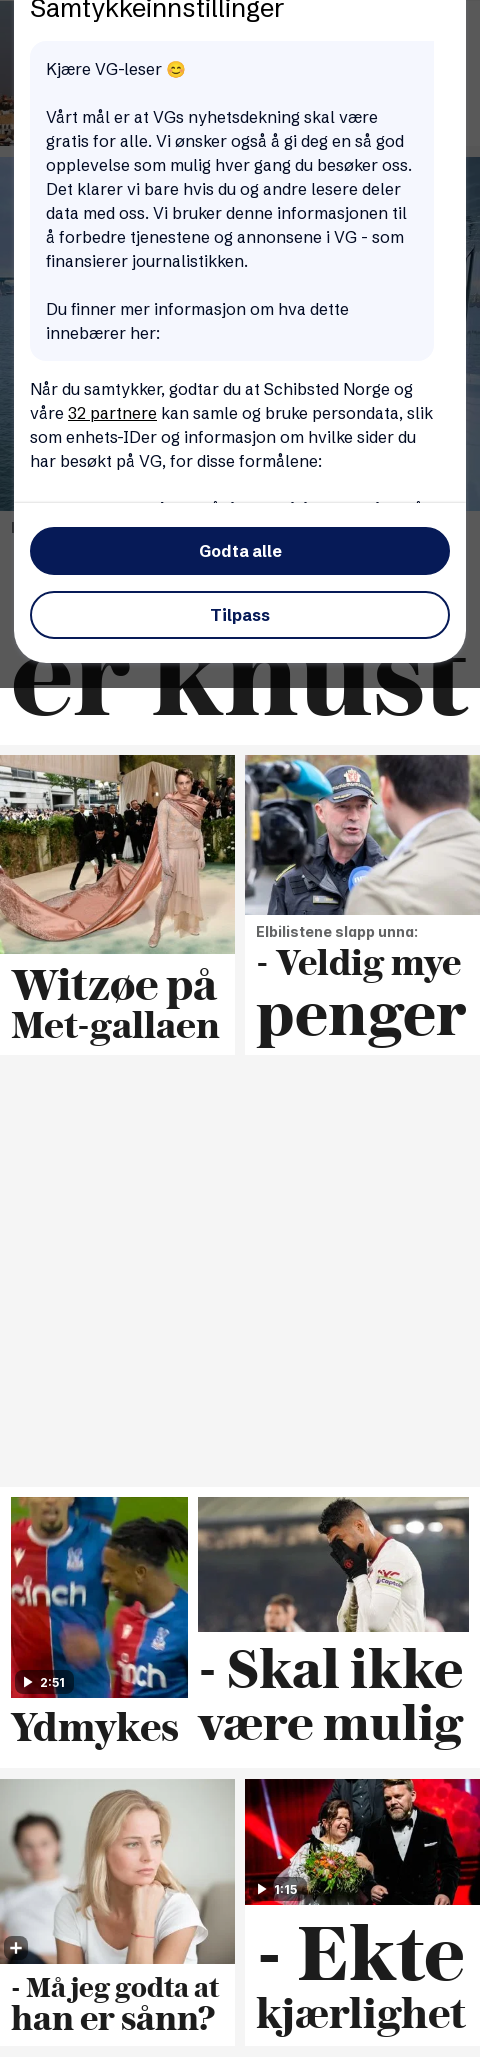 Samtykkeinnstillinger
Kjære VG-leser 😊
Vårt mål er at VGs nyhetsdekning skal være
gratis for alle. Vi ønsker også å gi deg en så god
opplevelse som mulig hver gang du besøker oss.
Det klarer vi bare hvis du og andre lesere deler
data med oss. Vi bruker denne informasjonen til
å forbedre tjenestene og annonsene i VG - som
finansierer journalistikken.
Du finner mer informasjon om hva dette
innebærer her:
Når du samtykker, godtar du at Schibsted Norge og
våre 32 partnere kan samle og bruke persondata, slik
som enhets-IDer og informasjon om hvilke sider du
har besøkt på VG, for disse formålene:
Godta alle
Tilpass
er knust
Witzøe på
Met-gallaen
Elbilistene slapp unna:
- Veldig mye
penger
cinch
2:51
Ydmykes
- Skal ikke
være mulig
- Må jeg godta at
han er sånn?
1:15
- Ekte
kjærlighet